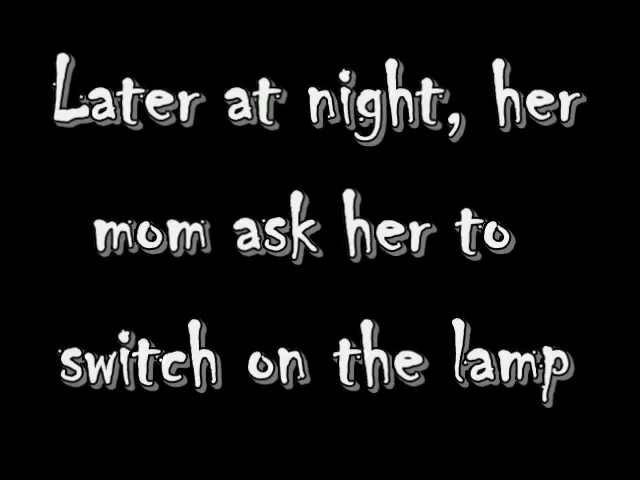 Later at night, her
mom ask her to
switch on the lamp